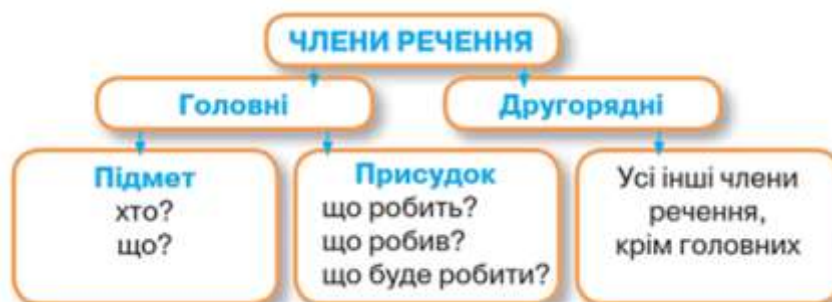 ЧЛЕНИ РЕЧЕННЯ
Головні
Другорядні
Підмет
хто?
що?
Присудок
що робить?
що робив?
що буде робити?
Усі інші члени
речення,
крім головних